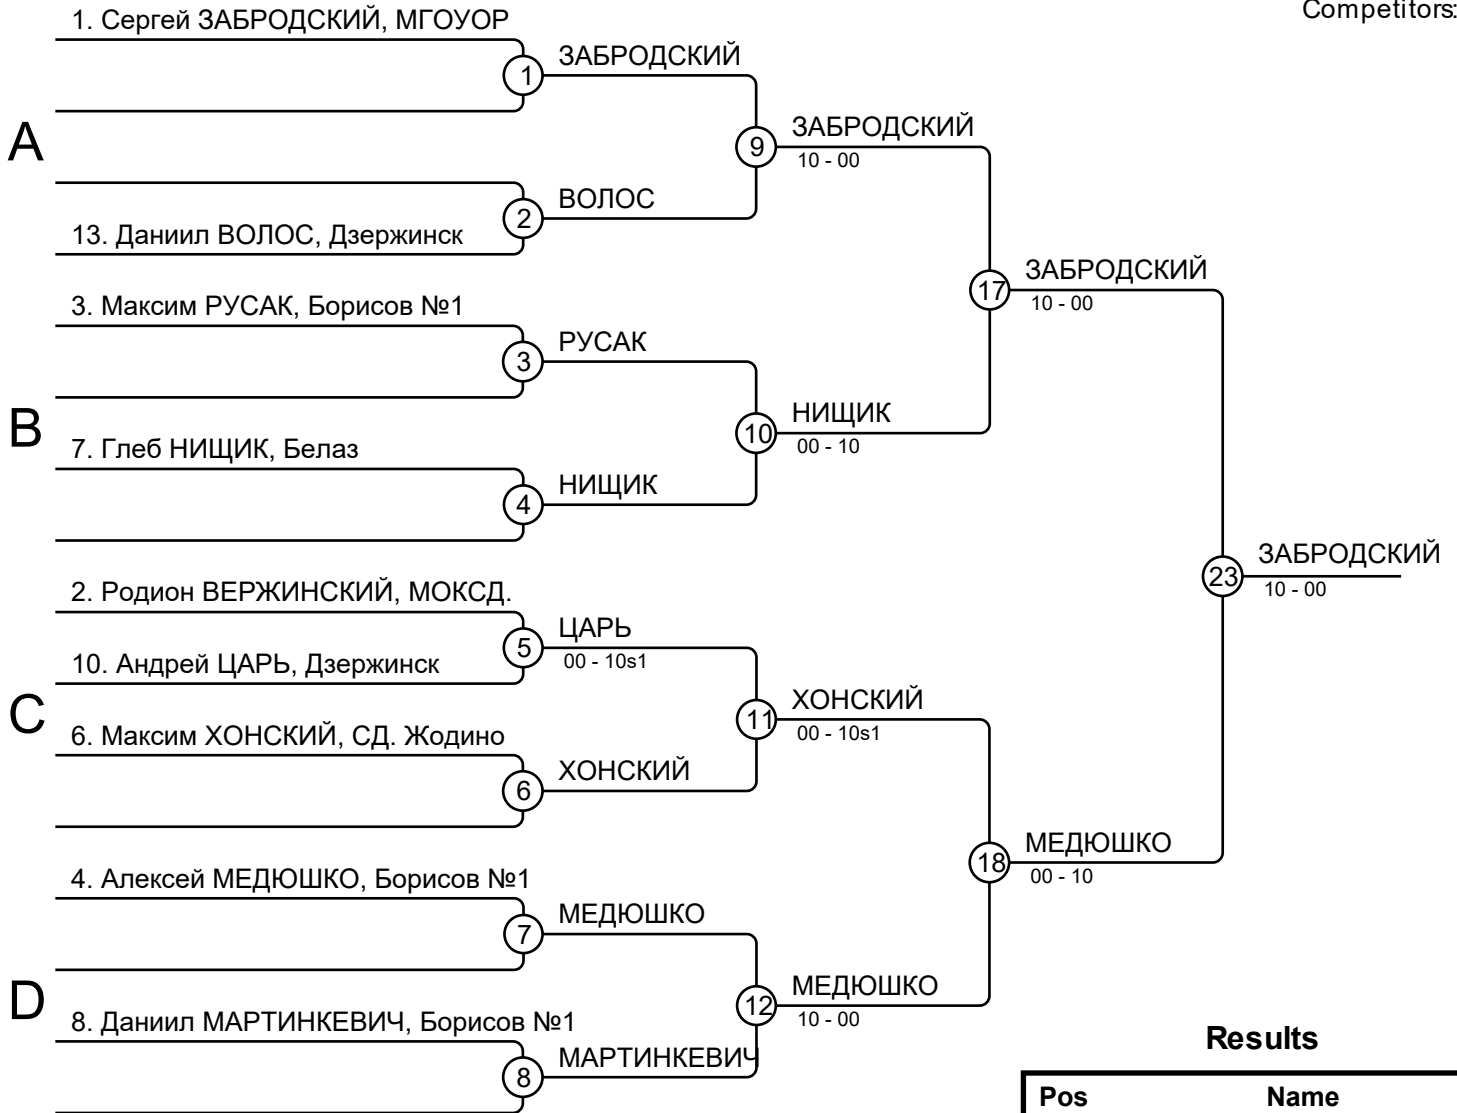 Competitors:
1. Сергей ЗАБРОДСКИЙ, МГОУОР
1
ЗАБРОДСКИЙ
A
9
ЗАБРОДСКИЙ
10 - 00
2
ВОЛОС
13. Даниил ВОЛОС, Дзержинск
17
ЗАБРОДСКИЙ
10 - 00
3. Максим РУСАК, Борисов №1
3
РУСАК
B
10
НИЩИК
00 - 10
7. Глеб НИЩИК, Белаз
4
НИЩИК
23
ЗАБРОДСКИЙ
10 - 00
2. Родион ВЕРЖИНСКИЙ, МОКСД.
5
ЦАРЬ
00 - 10s1
10. Андрей ЦАРЬ, Дзержинск
C
11
ХОНСКИЙ
00 - 10s1
6. Максим ХОНСКИЙ, СД. Жодино
6
ХОНСКИЙ
18
МЕДЮШКО
00 - 10
4. Алексей МЕДЮШКО, Борисов №1
7
МЕДЮШКО
D
12
МЕДЮШКО
10 - 00
8. Даниил МАРТИНКЕВИЧ, Борисов №1
8
МАРТИНКЕВИЧ
Results
Pos Name